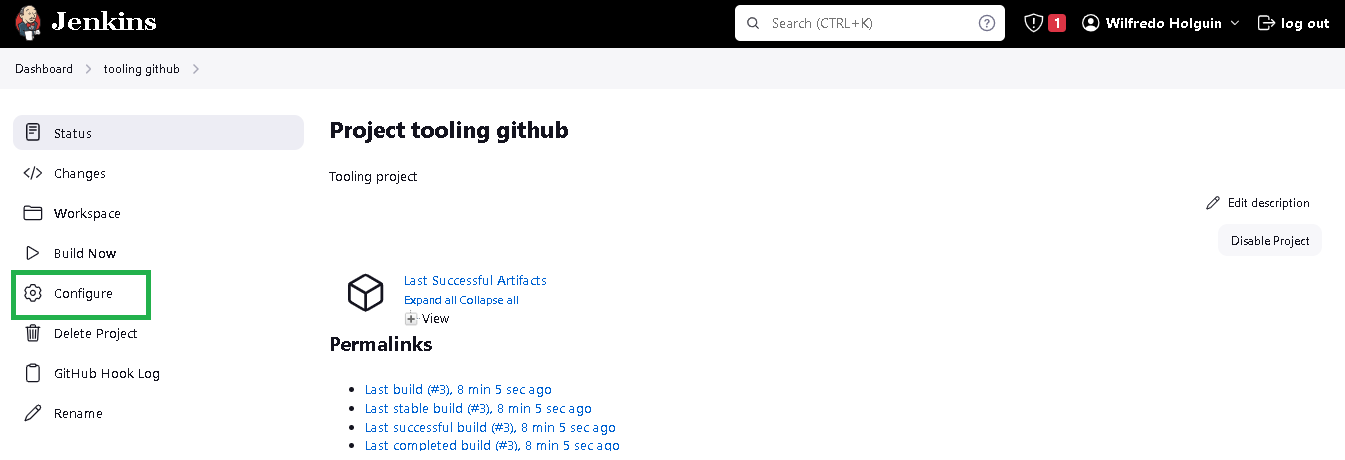 Jenkins
Search (CTRL+K)
?
1
Wilfredo Holguin
log out
Dashboard
tooling github
Status
Changes
Workspace
Build Now
Configure
Delete Project
GitHub Hook Log
Rename
Project tooling github
Tooling project
Edit description
Disable Project
Last Successful Artifacts
Expand all Collapse all
View
Permalinks
Last build (#3), 8 min 5 sec ago
Last stable build (#3), 8 min 5 sec ago
Last successful build (#3), 8 min 5 sec ago
Last completed build (#3), 8 min 5 sec ago